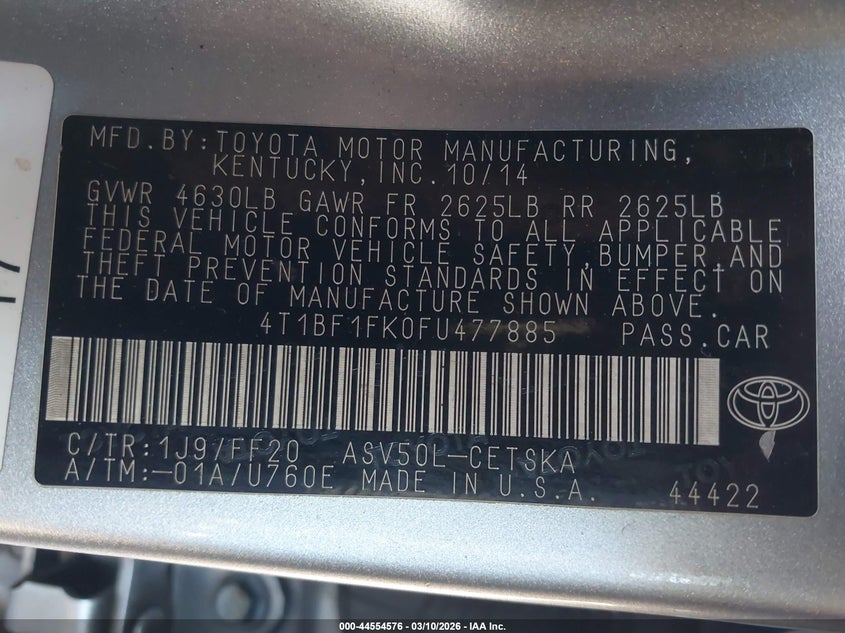 MFD.BY:TOYOTA MOTOR MANUFACTURING,
KENTUCKY,INC.10/14
GVWR 4630LB GAWR FR 2625LB RR 2625LB
THIS VEHICLE CONFORMS TO ALL APPLICABLE
FEDERAL MOTOR VEHICLE SAFETY,BUMPER,AND
THEFT PREVENTION STANDARDS IN EFFECT ON
THE DATE OF MANUFACTURE SHOWN ABOVE.
4T1BF1FK0FU477885 PASS.CAR
C/TR:1J9/FF20 ASV50L-CETSKA
A/TM:-01A/U760E MADE IN U.S.A. 44422
000-44554576 - 03/10/2026 - IAA Inc.